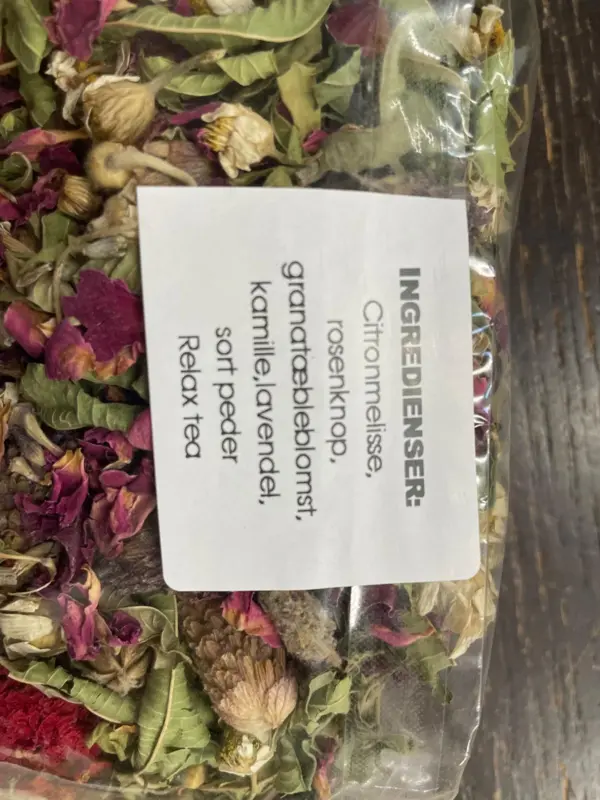 INGREDIENSER:
Citronmelisse,
rosenknop,
granatæbleblomst,
kamille,lavendel,
sort peder
Relax tea